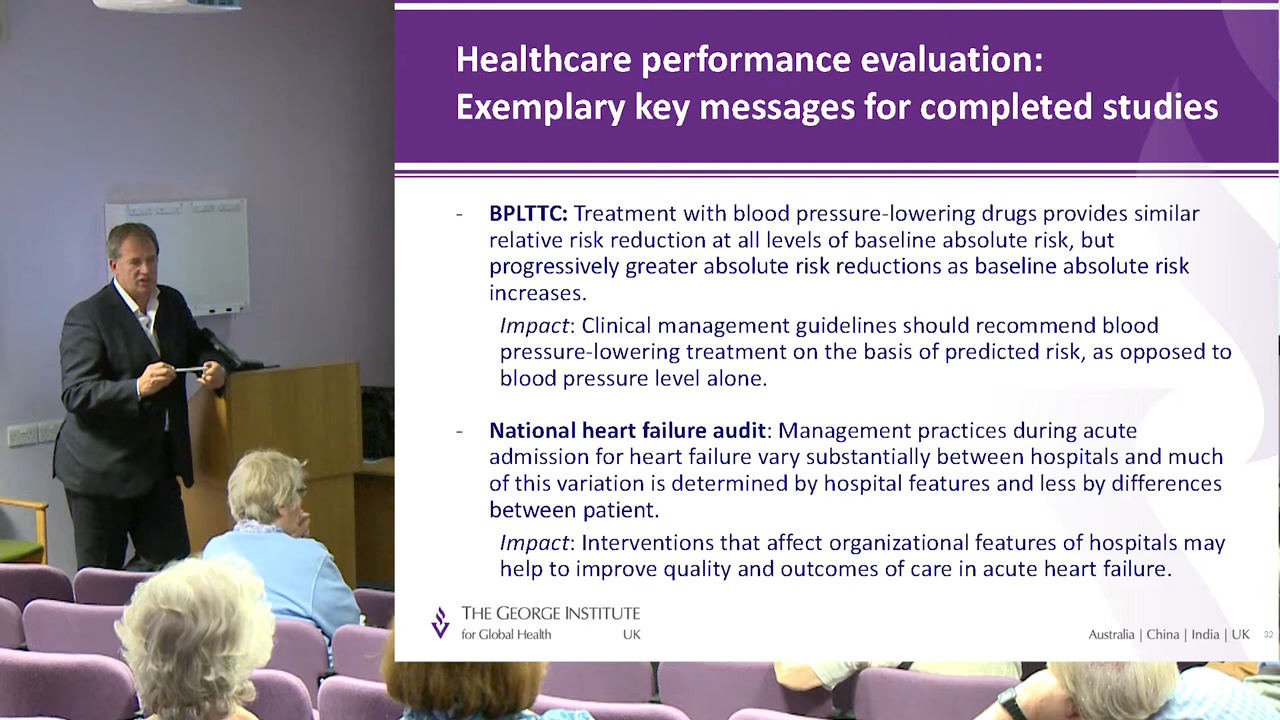 Healthcare performance evaluation:
Exemplary key messages for completed studies
- BPLTTC: Treatment with blood pressure-lowering drugs provides similar
relative risk reduction at all levels of baseline absolute risk, but
progressively greater absolute risk reductions as baseline absolute risk
increases.
Impact: Clinical management guidelines should recommend blood
pressure-lowering treatment on the basis of predicted risk, as opposed to
blood pressure level alone.
- National heart failure audit: Management practices during acute
admission for heart failure vary substantially between hospitals and much
of this variation is determined by hospital features and less by differences
between patient.
Impact: Interventions that affect organizational features of hospitals may
help to improve quality and outcomes of care in acute heart failure.
THE GEORGE INSTITUTE
for Global Health UK
Australia | China | India | UK 32